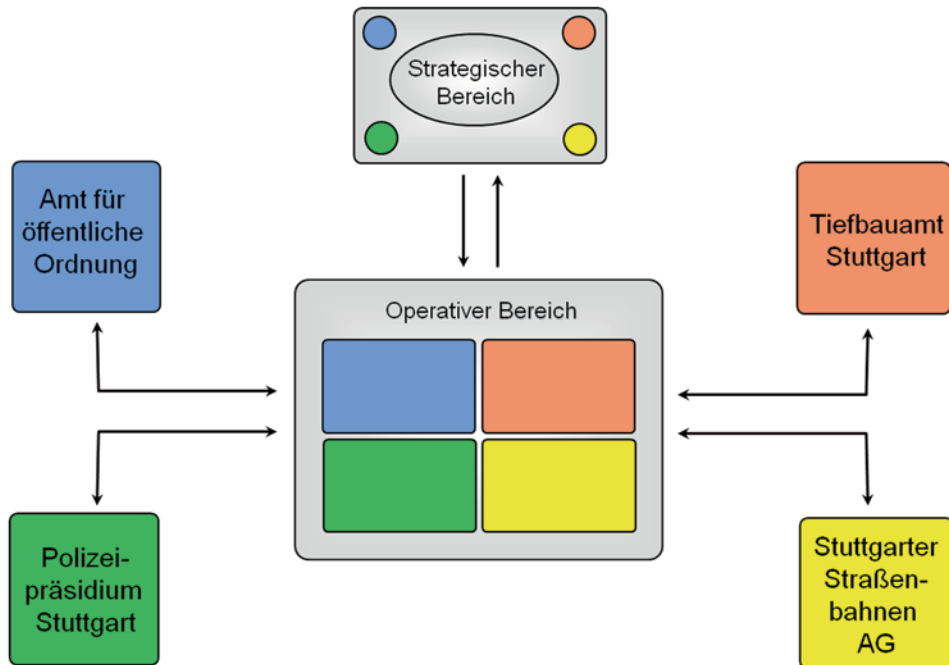 Strategischer
Bereich
Amt für
öffentliche
Ordnung
Tiefbauamt
Stuttgart
Operativer Bereich
Polizei-
präsidium
Stuttgart
Stuttgarter
Straßen-
bahnen
AG